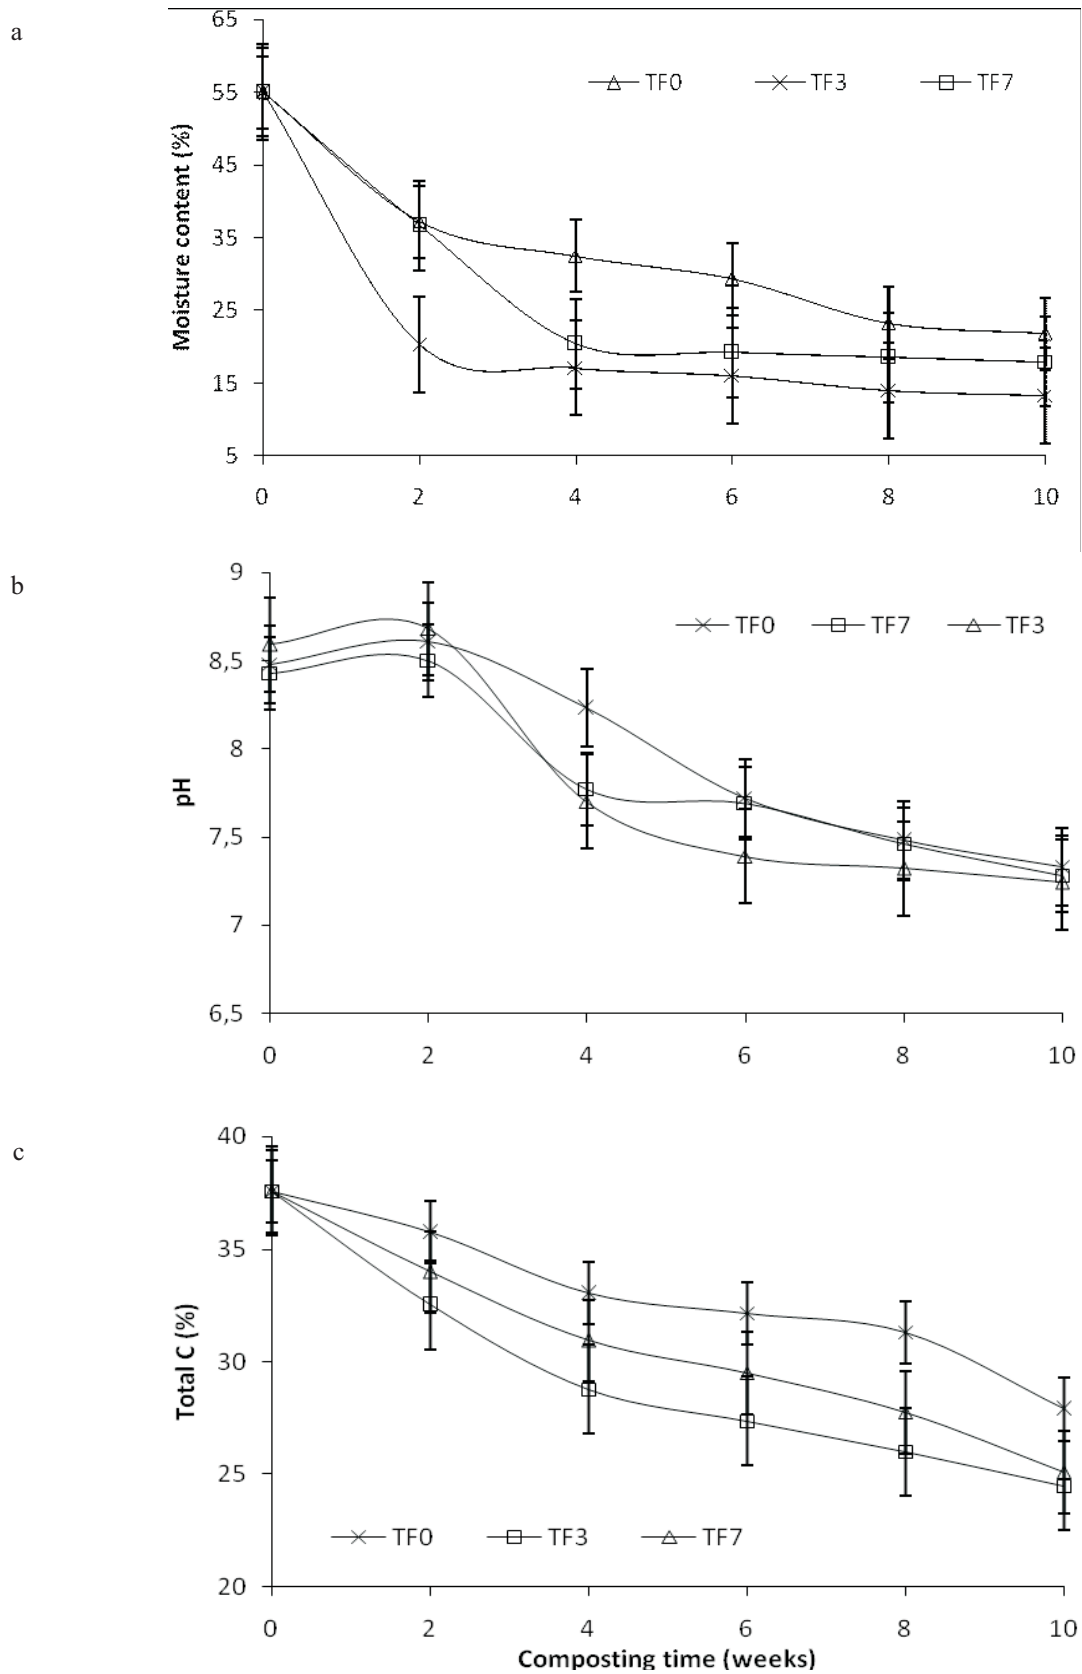 a
65
55
45
35
25
15
5
Moisture content (%)
TF0 TF3 TF7
0 2 4 6 8 10
b
9
8,5
8
7,5
7
6,5
pH
TF0 TF7 TF3
0 2 4 6 8 10
c
40
35
30
25
20
Total C (%)
TF0 TF3 TF7
0 2 4 6 8 10
Composting time (weeks)